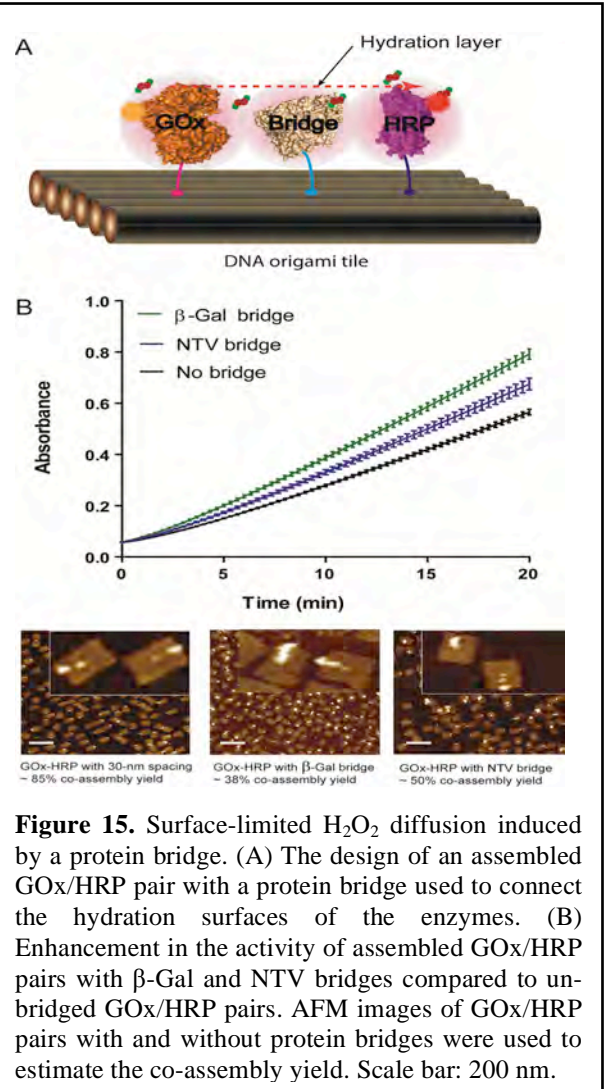 A
Hydration layer
GOx
Bridge
HRP
DNA origami tile
B
1.0
0.8
0.6
0.4
0.2
0.0
Absorbance
β-Gal bridge
NTV bridge
No bridge
0 5 10 15 20
Time (min)
GOx-HRP with 30-nm spacing
~ 85% co-assembly yield
GOx-HRP with β-Gal bridge
~ 38% co-assembly yield
GOx-HRP with NTV bridge
~ 50% co-assembly yield
Figure 15. Surface-limited H₂O₂ diffusion induced
by a protein bridge. (A) The design of an assembled
GOx/HRP pair with a protein bridge used to connect
the hydration surfaces of the enzymes. (B)
Enhancement in the activity of assembled GOx/HRP
pairs with β-Gal and NTV bridges compared to un-
bridged GOx/HRP pairs. AFM images of GOx/HRP
pairs with and without protein bridges were used to
estimate the co-assembly yield. Scale bar: 200 nm.